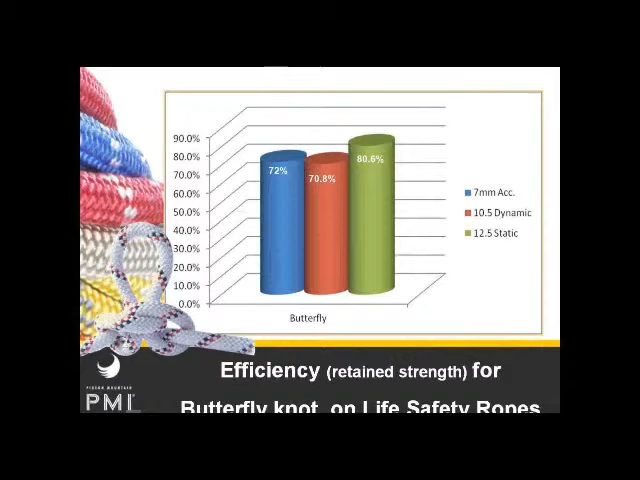 90.0%
80.0%
70.0%
60.0%
50.0%
40.0%
30.0%
20.0%
10.0%
0.0%
72%
70.8%
80.6%
Butterfly
7mm Acc.
10.5 Dynamic
12.5 Static
PIGEON MOUNTAIN
PMI
Efficiency (retained strength) for
Butterfly knot on Life Safety Ropes